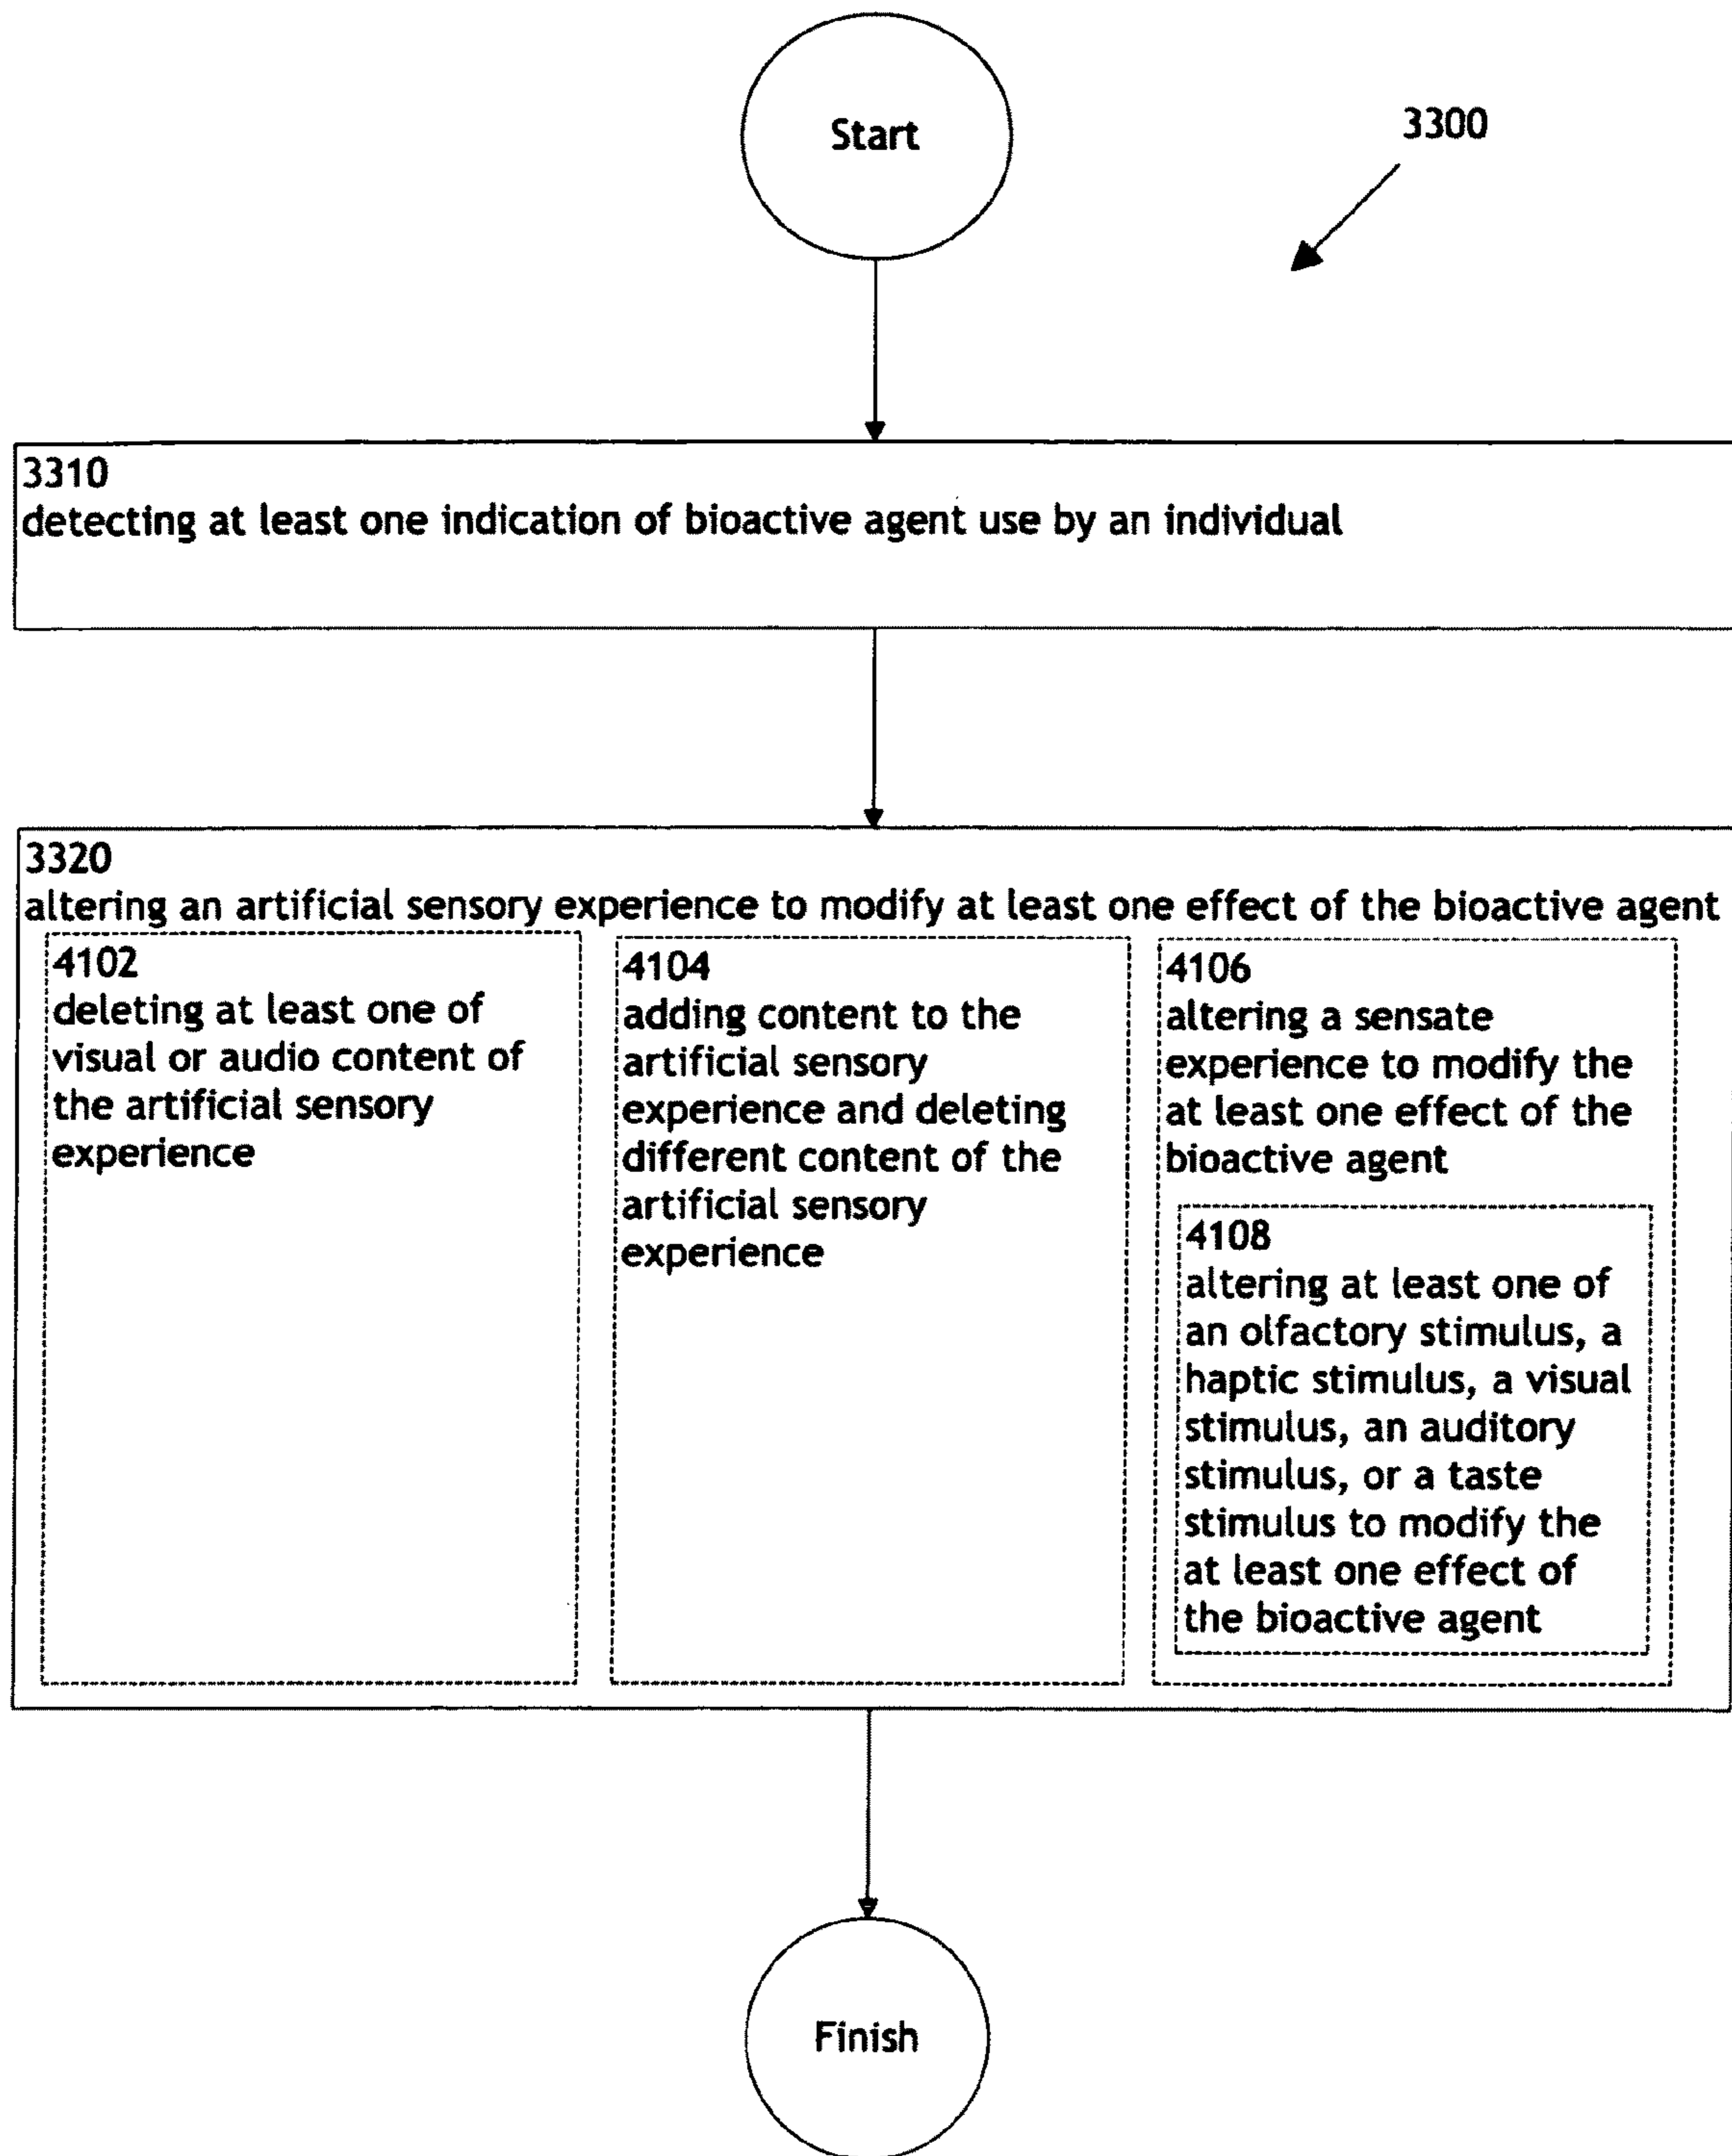 Start
3300
3310
detecting at least one indication of bioactive agent use by an individual
3320
altering an artificial sensory experience to modify at least one effect of the bioactive agent
4102
deleting at least one of
visual or audio content of
the artificial sensory
experience
4104
adding content to the
artificial sensory
experience and deleting
different content of the
artificial sensory
experience
4106
altering a sensate
experience to modify the
at least one effect of the
bioactive agent
4108
altering at least one of
an olfactory stimulus, a
haptic stimulus, a visual
stimulus, an auditory
stimulus, or a taste
stimulus to modify the
at least one effect of
the bioactive agent
Finish